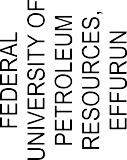 FEDERAL
UNIVERSITY OF
PETROLEUM
RESOURCES,
EFFURUN